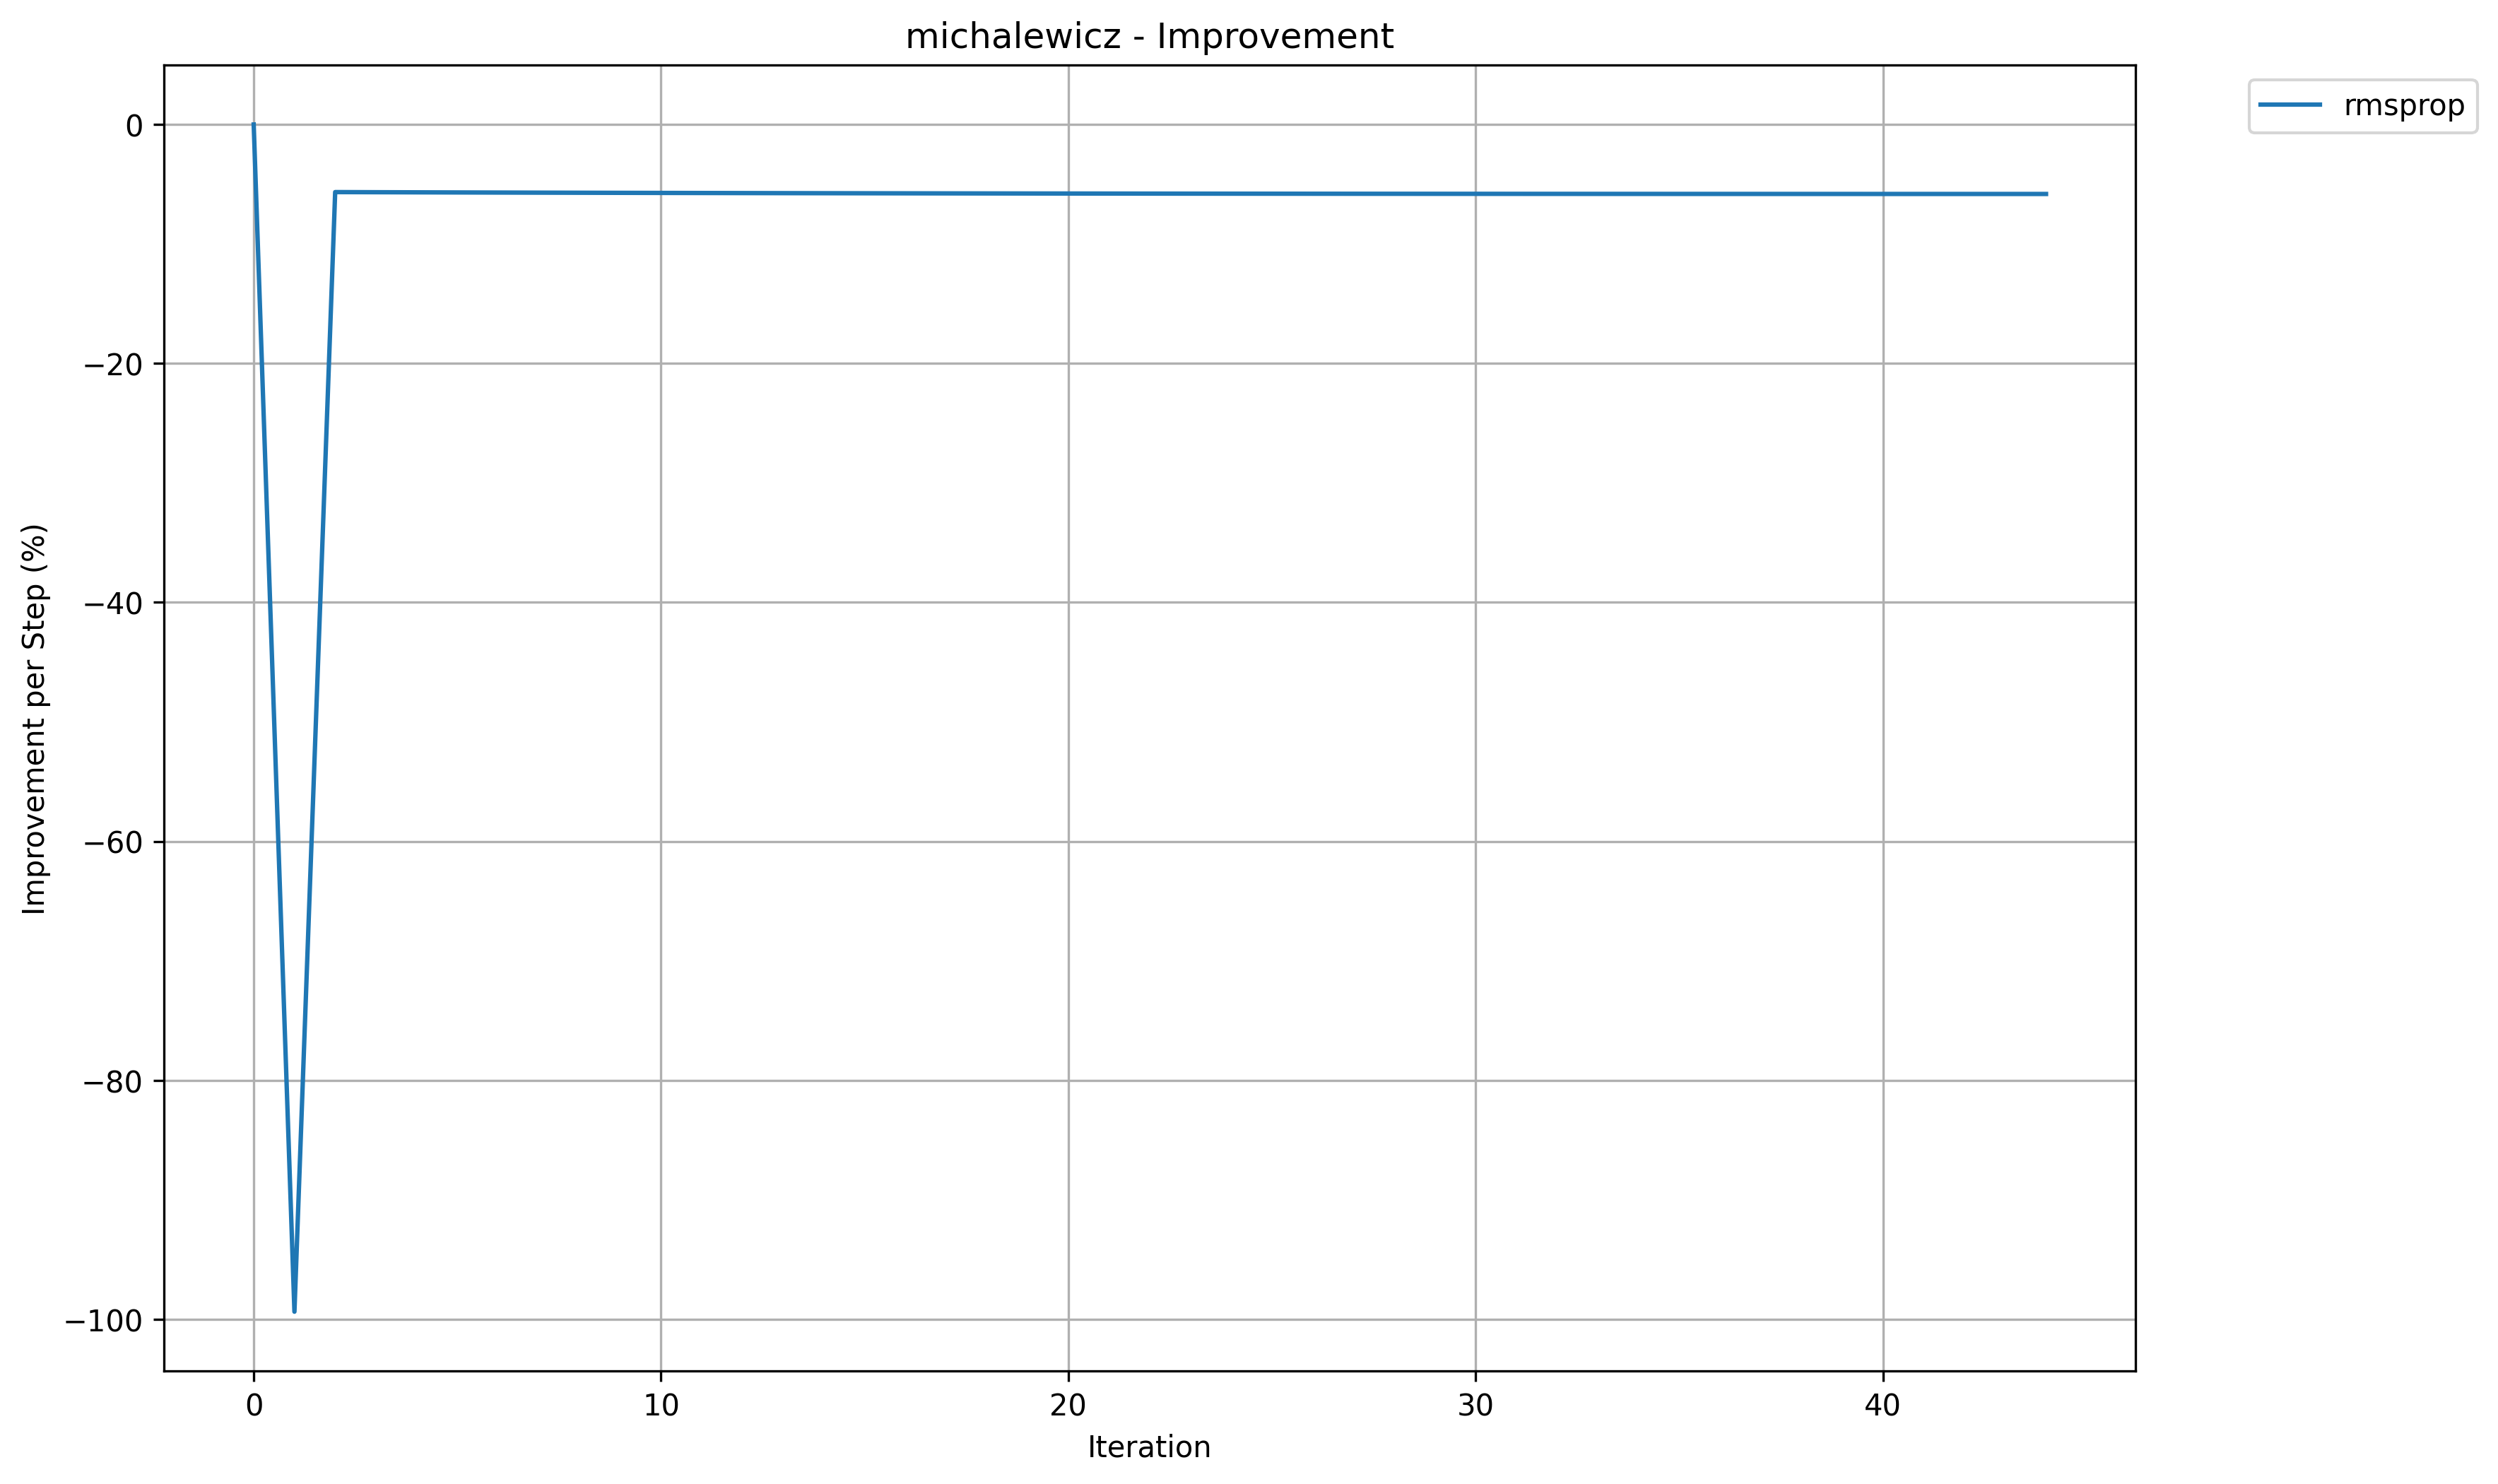 michalewicz - Improvement
rmsprop
Improvement per Step (%)
0
−20
−40
−60
−80
−100
0 10 20 30 40
Iteration